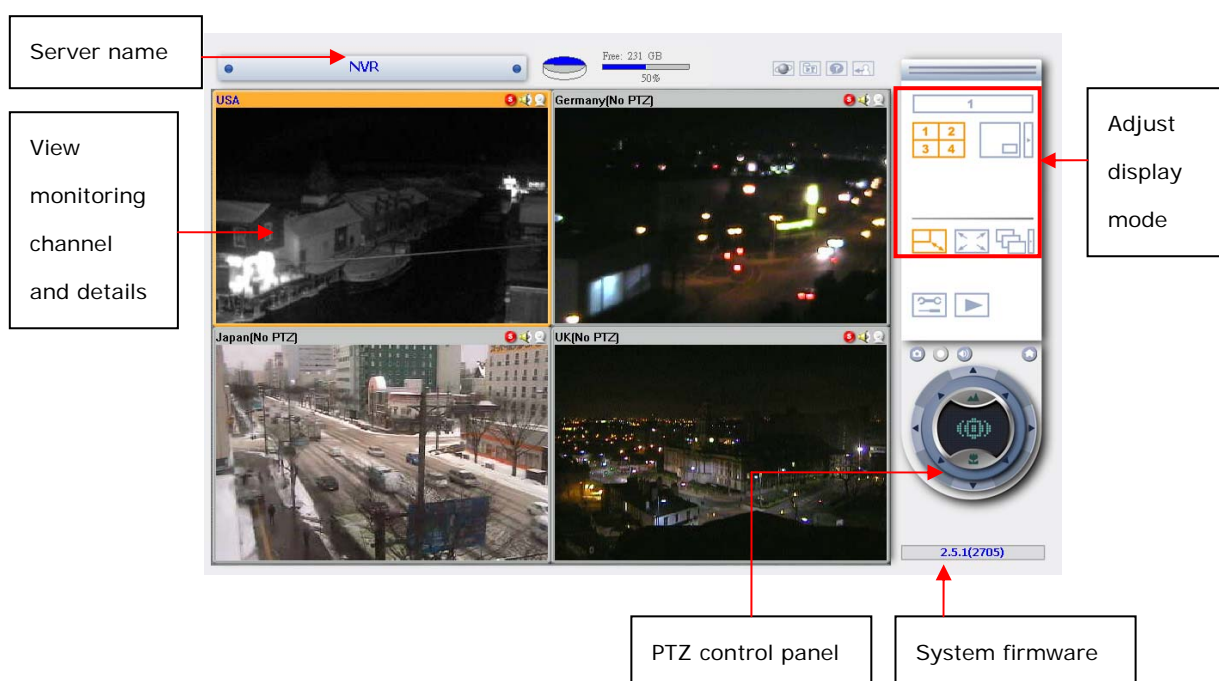 Server name
NVR
Free: 231 GB
50%
View
monitoring
channel
and details
USA
Germany(No PTZ)
Japan(No PTZ)
UK(No PTZ)
1
1 2
3 4
Adjust
display
mode
2.5.1(2705)
PTZ control panel
System firmware